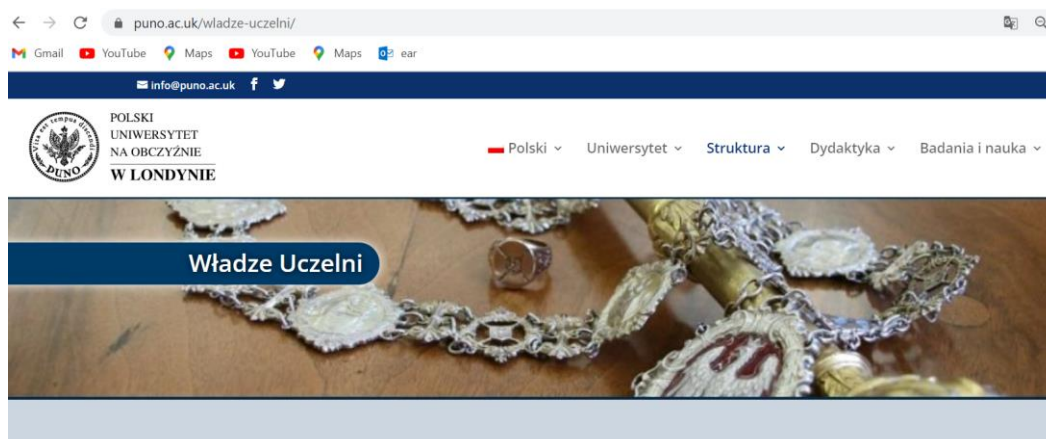 puno.ac.uk/wladze-uczelni/
Gmail YouTube Maps YouTube Maps ear
info@puno.ac.uk
POLSKI
UNIWERSYTET
NA OBCZYŹNIE
W LONDYNIE
Polski Uniwersytet Struktura Dydaktyka Badania i nauka
PUNO
Władze Uczelni